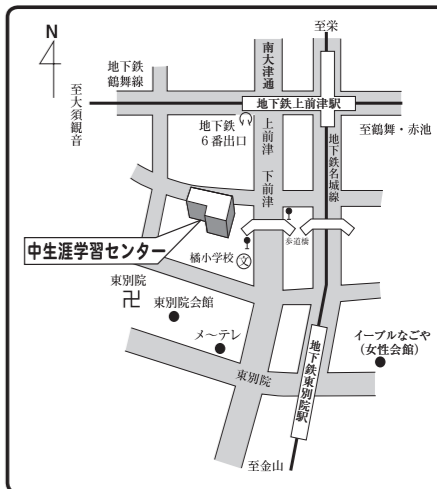 N
至栄
地下鉄
鶴舞線
南大津通
至大須観音
地下鉄上前津駅
至鶴舞・赤池
地下鉄
6番出口
上前津
下前津
地下鉄名城線
中生涯学習センター
歩道橋
橘小学校 文
東別院
卍
東別院会館
メ〜テレ
イーブルなごや
(女性会館)
地下鉄東別院駅
東別院
至金山